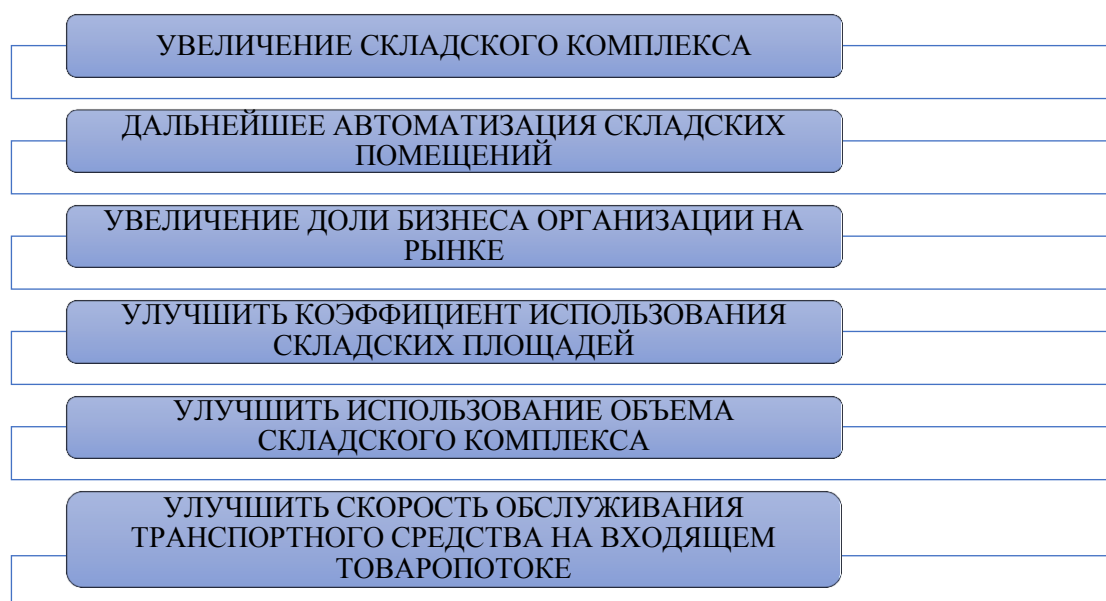 УВЕЛИЧЕНИЕ СКЛАДСКОГО КОМПЛЕКСА
ДАЛЬНЕЙШЕЕ АВТОМАТИЗАЦИЯ СКЛАДСКИХ
ПОМЕЩЕНИЙ
УВЕЛИЧЕНИЕ ДОЛИ БИЗНЕСА ОРГАНИЗАЦИИ НА
РЫНКЕ
УЛУЧШИТЬ КОЭФФИЦИЕНТ ИСПОЛЬЗОВАНИЯ
СКЛАДСКИХ ПЛОЩАДЕЙ
УЛУЧШИТЬ ИСПОЛЬЗОВАНИЕ ОБЪЕМА
СКЛАДСКОГО КОМПЛЕКСА
УЛУЧШИТЬ СКОРОСТЬ ОБСЛУЖИВАНИЯ
ТРАНСПОРТНОГО СРЕДСТВА НА ВХОДЯЩЕМ
ТОВАРОПОТОКЕ